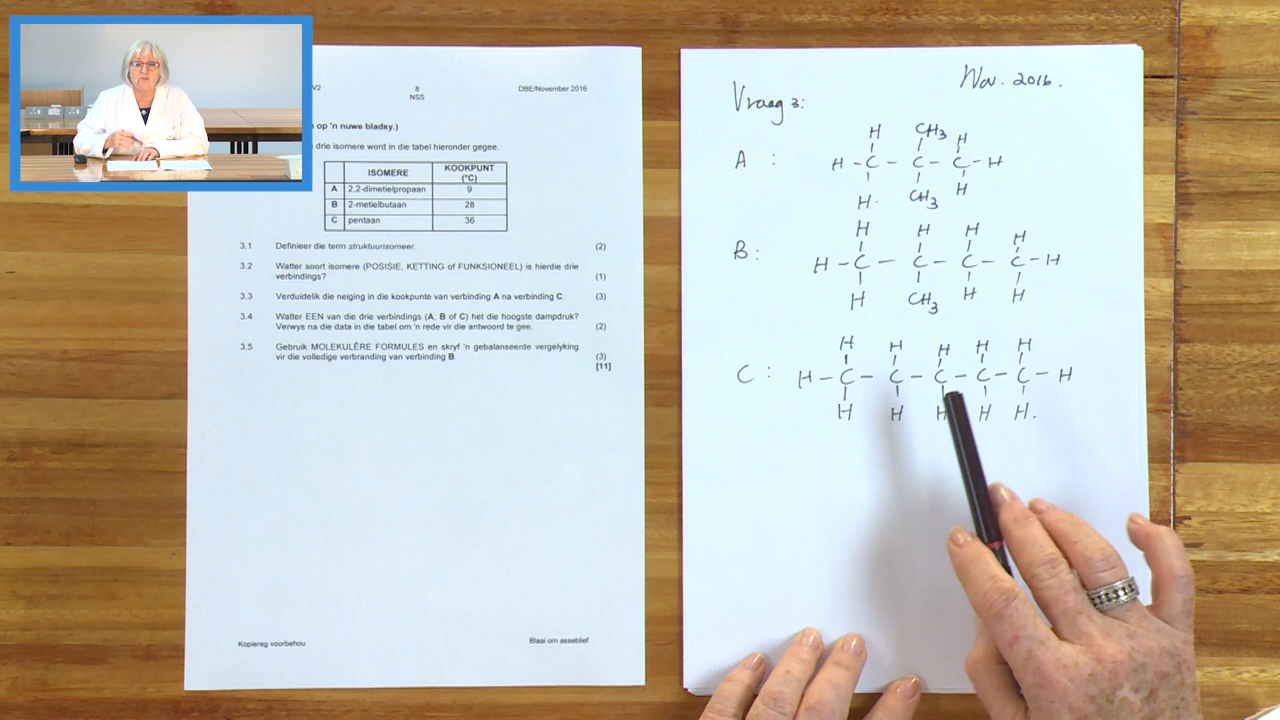 V2 8 DBE/November 2016
NSS
op 'n nuwe bladsy.)
drie isomere word in die tabel hieronder gegee.
ISOMERE KOOKPUNT (°C)
A 2,2-dimetielpropaan 9
B 2-metielbutaan 28
C pentaan 36
3.1 Definieer die term struktuurisomeer. (2)
3.2 Watter soort isomere (POSISIE, KETTING of FUNKSIONEEL) is hierdie drie
verbindings? (1)
3.3 Verduidelik die neiging in die kookpunte van verbinding A na verbinding C. (3)
3.4 Watter EEN van die drie verbindings (A, B of C) het die hoogste dampdruk?
Verwys na die data in die tabel om 'n rede vir die antwoord te gee. (2)
3.5 Gebruik MOLEKULÊRE FORMULES en skryf 'n gebalanseerde vergelyking
vir die volledige verbranding van verbinding B. (3)
[11]
Kopiereg voorbehou Blaai om asseblief
Nov. 2016.
Vraag 3:
H CH3 H
A : H - C - C - C - H
H. CH3 H
H H H H
B: H - C - C - C - C - H
H CH3 H H
H H H H H
C : H - C - C - C - C - C - H
H H H H H.